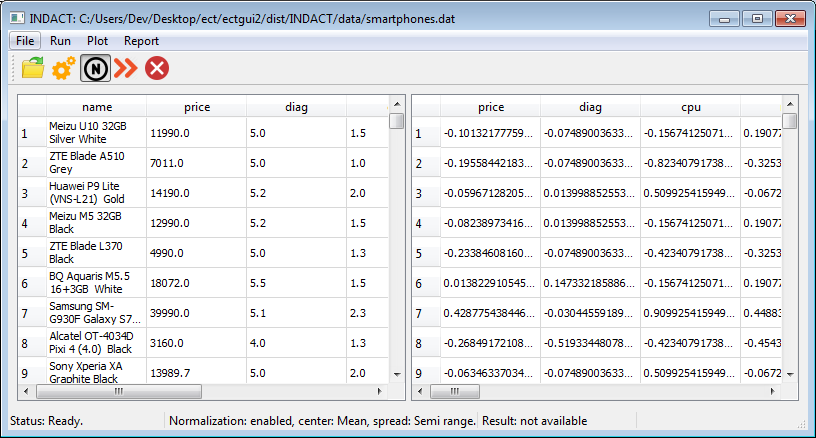 INDACT: C:/Users/Dev/Desktop/ect/ectgui2/dist/INDACT/data/smartphones.dat
File Run Plot Report
N
name price diag
1 Meizu U10 32GB Silver White 11990.0 5.0 1.5
2 ZTE Blade A510 Grey 7011.0 5.0 1.0
3 Huawei P9 Lite (VNS-L21) Gold 14190.0 5.2 2.0
4 Meizu M5 32GB Black 12990.0 5.2 1.5
5 ZTE Blade L370 Black 4990.0 5.0 1.3
6 BQ Aquaris M5.5 16+3GB White 18072.0 5.5 1.5
7 Samsung SM-G930F Galaxy S7... 39990.0 5.1 2.3
8 Alcatel OT-4034D Pixi 4 (4.0) Black 3160.0 4.0 1.3
9 Sony Xperia XA Graphite Black 13989.7 5.0 2.0
price diag cpu
1 -0.10132177759... -0.07489003633... -0.15674125071... 0.19077
2 -0.19558442183... -0.07489003633... -0.82340791738... -0.3253
3 -0.05967128205... 0.013998852553... 0.509925415949... -0.0672
4 -0.08238973416... 0.013998852553... -0.15674125071... 0.19077
5 -0.23384608160... -0.07489003633... -0.42340791738... -0.3253
6 0.013822910545... 0.147332185886... -0.15674125071... 0.19077
7 0.428775438446... -0.03044559189... 0.909925415949... 0.44883
8 -0.26849172108... -0.51933448078... -0.42340791738... -0.4543
9 -0.06346337034... -0.07489003633... 0.509925415949... -0.0672
Status: Ready. Normalization: enabled, center: Mean, spread: Semi range. Result: not available